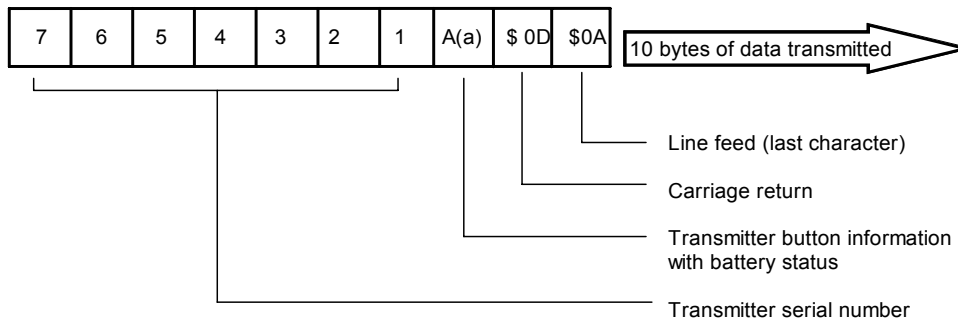 7 6 5 4 3 2 1 A(a) $ 0D $0A 10 bytes of data transmitted
Line feed (last character)
Carriage return
Transmitter button information
with battery status
Transmitter serial number